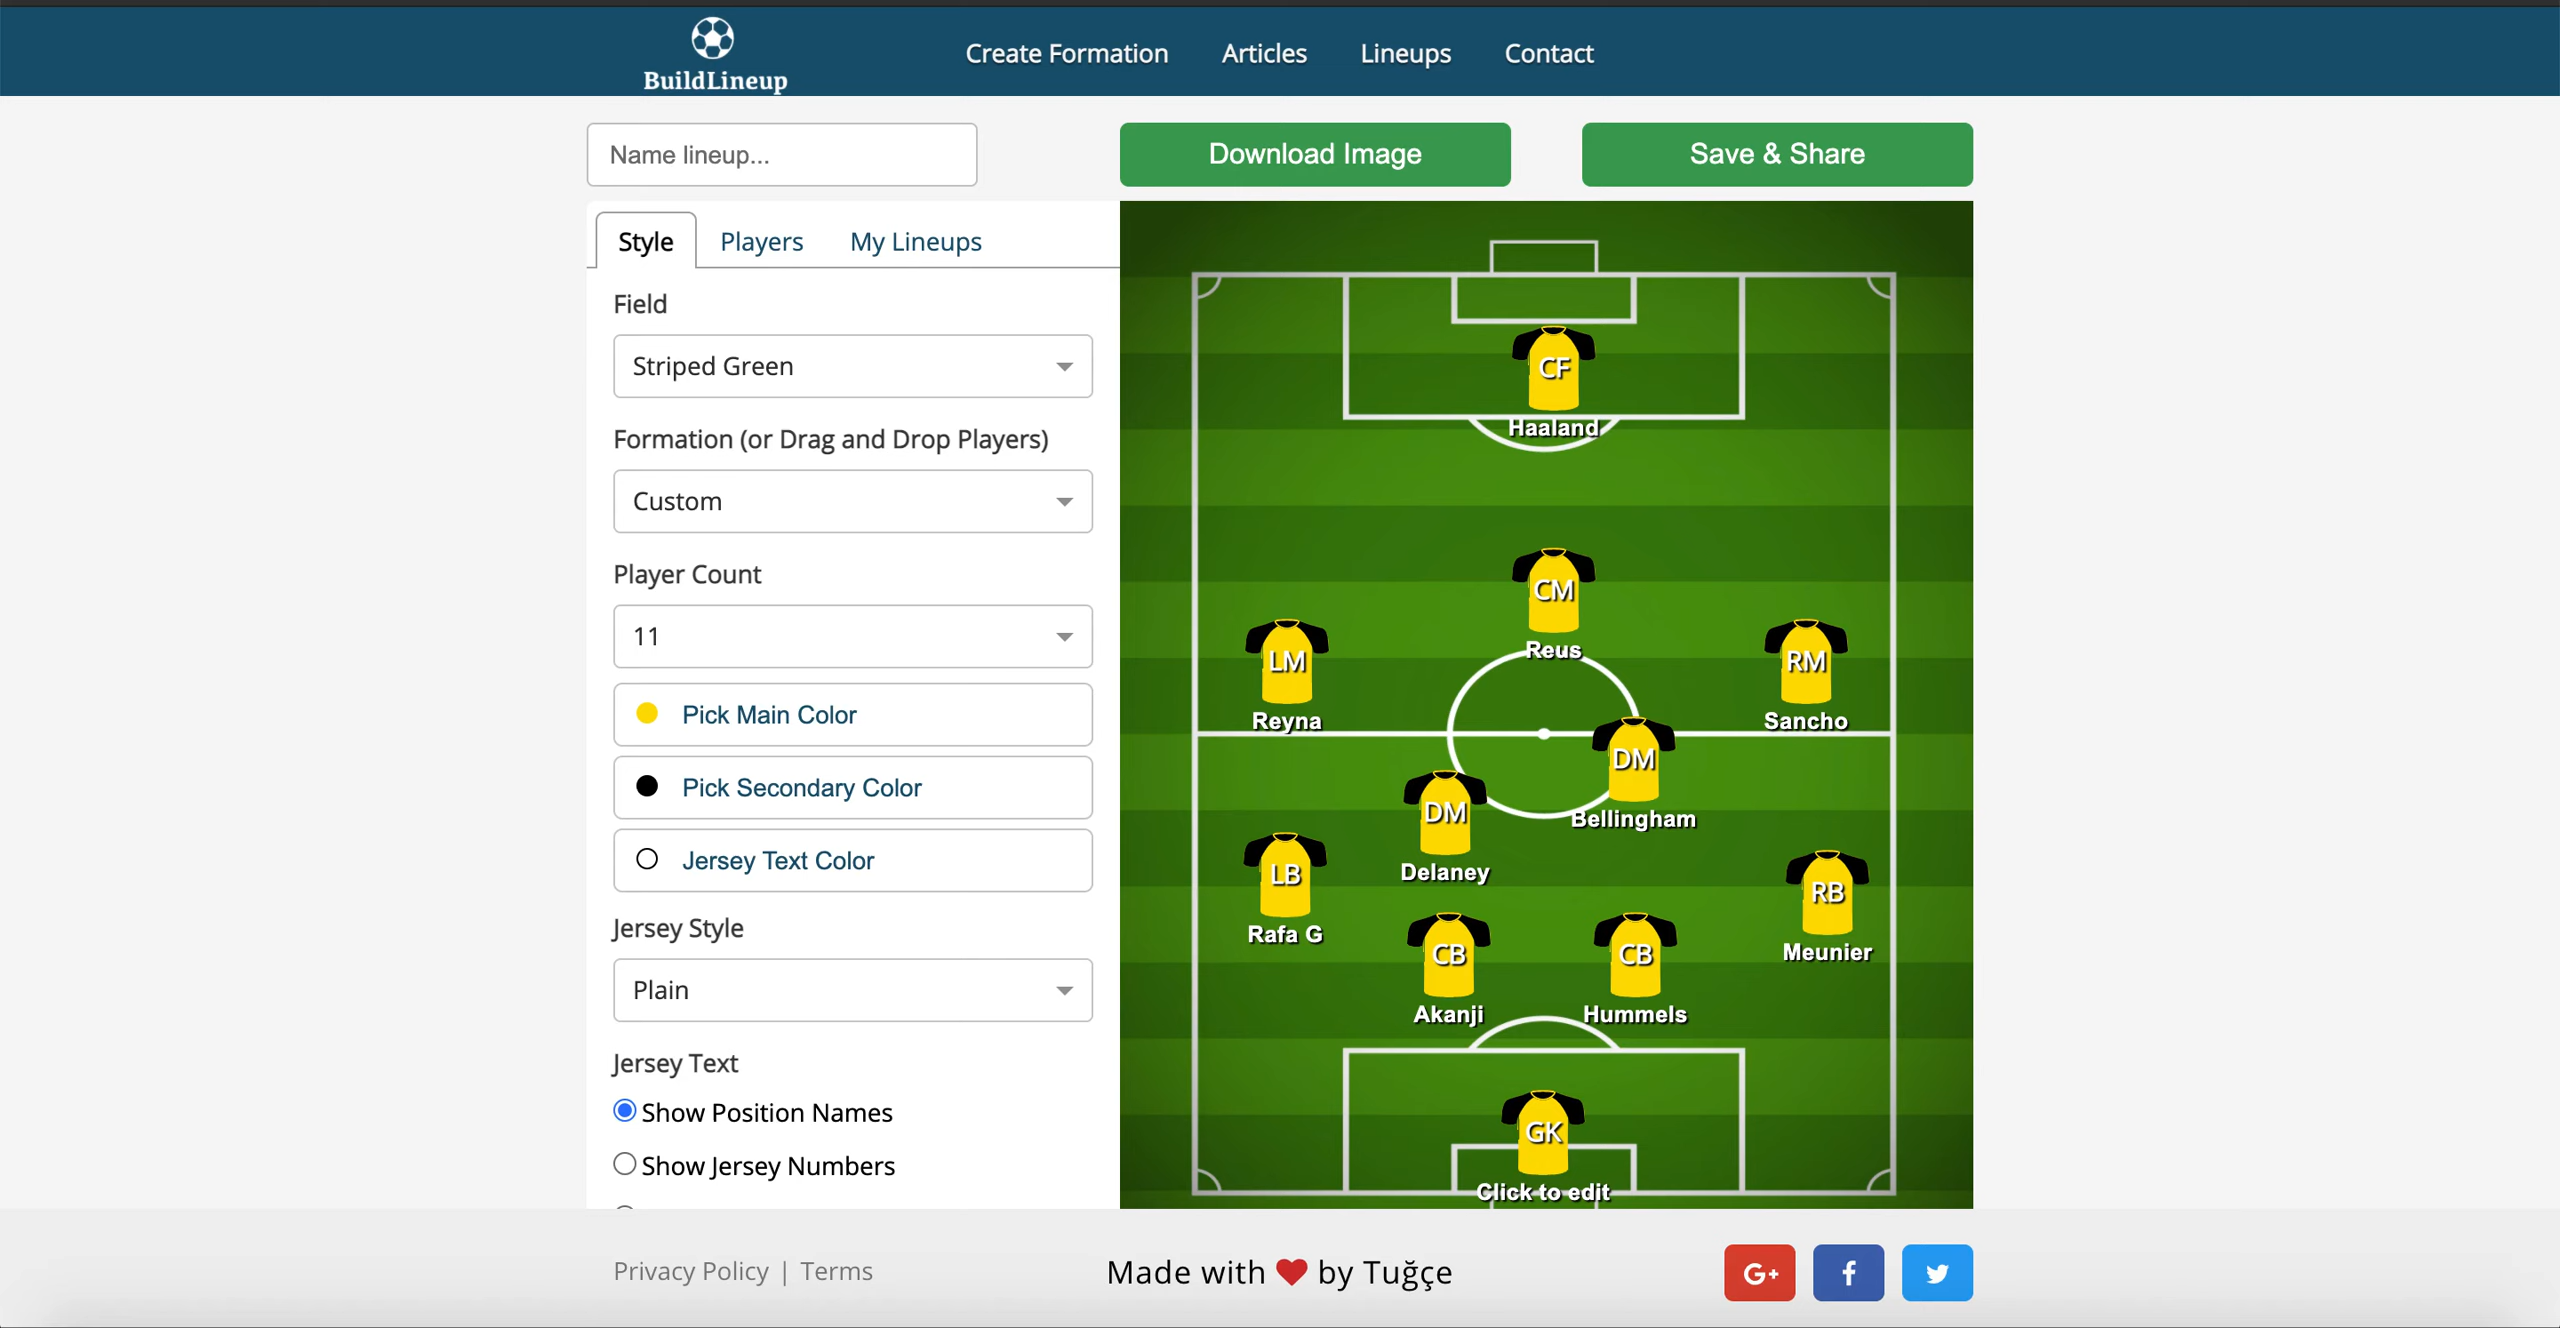 BuildLineup
Create Formation
Articles
Lineups
Contact
Name lineup...
Download Image
Save & Share
Style
Players
My Lineups
Field
Striped Green
Formation (or Drag and Drop Players)
Custom
Player Count
11
Pick Main Color
Pick Secondary Color
Jersey Text Color
Jersey Style
Plain
Jersey Text
Show Position Names
Show Jersey Numbers
CF
Haaland
CM
Reus
LM
Reyna
RM
Sancho
DM
Bellingham
DM
Delaney
LB
Rafa G
RB
Meunier
CB
Akanji
CB
Hummels
GK
Click to edit
Privacy Policy | Terms
Made with ❤ by Tuğçe
G+
f